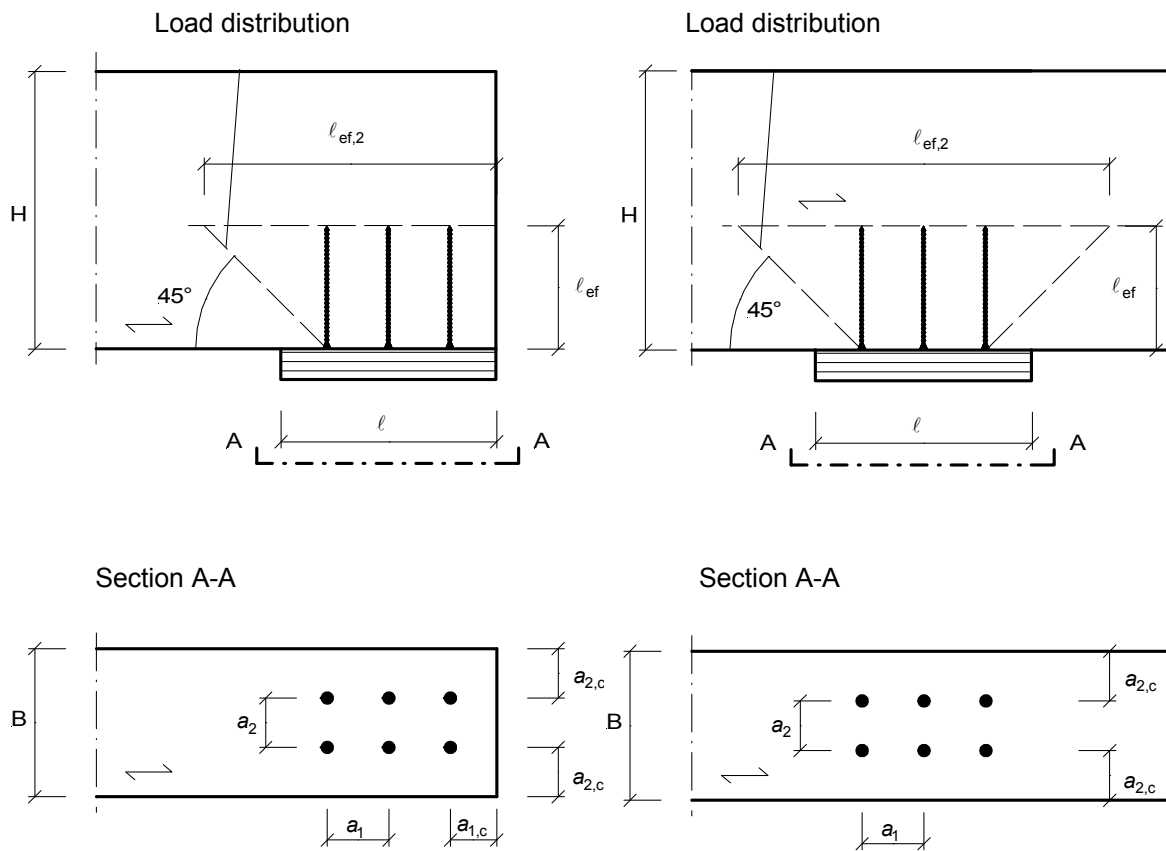 Load distribution
Load distribution
ℓef,2
ℓef,2
H
H
ℓef
ℓef
45°
45°
ℓ
ℓ
A
A
A
A
Section A-A
Section A-A
B
B
a2
a2
a2,c
a2,c
a2,c
a2,c
a1
a1,c
a1